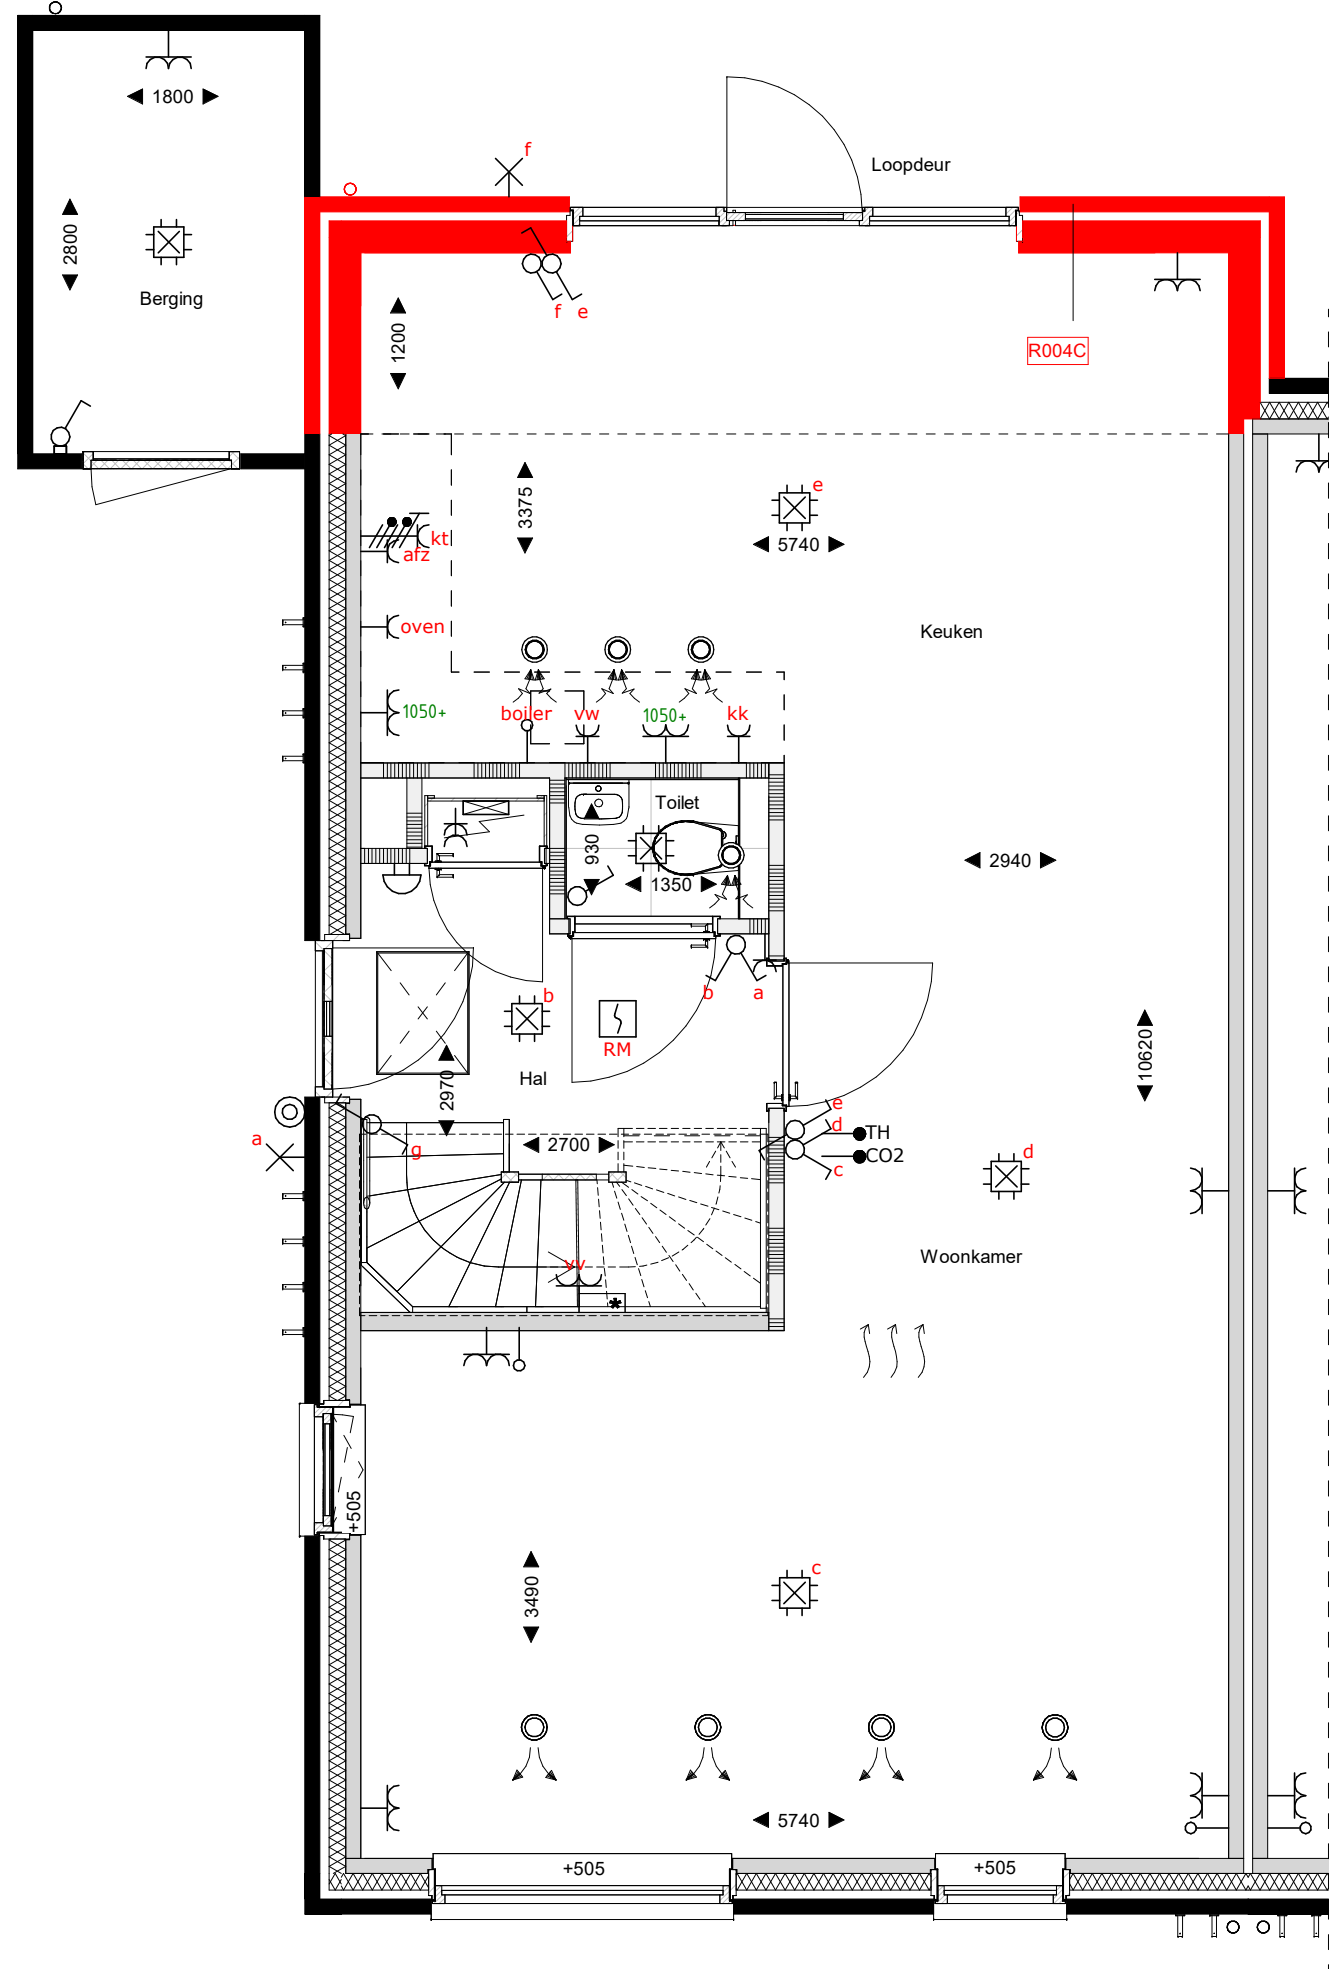 1800
f
Loopdeur
2800
Berging
f e
1200
R004C
3375
e
5740
kt
afz
oven
Keuken
1050+
boiler
vw
1050+
kk
Toilet
930
1350
2940
b
b
a
RM
Hal
2970
10620
a
g
2700
e
d
TH
c
CO2
d
Woonkamer
vv
*
+505
c
3490
5740
+505
+505